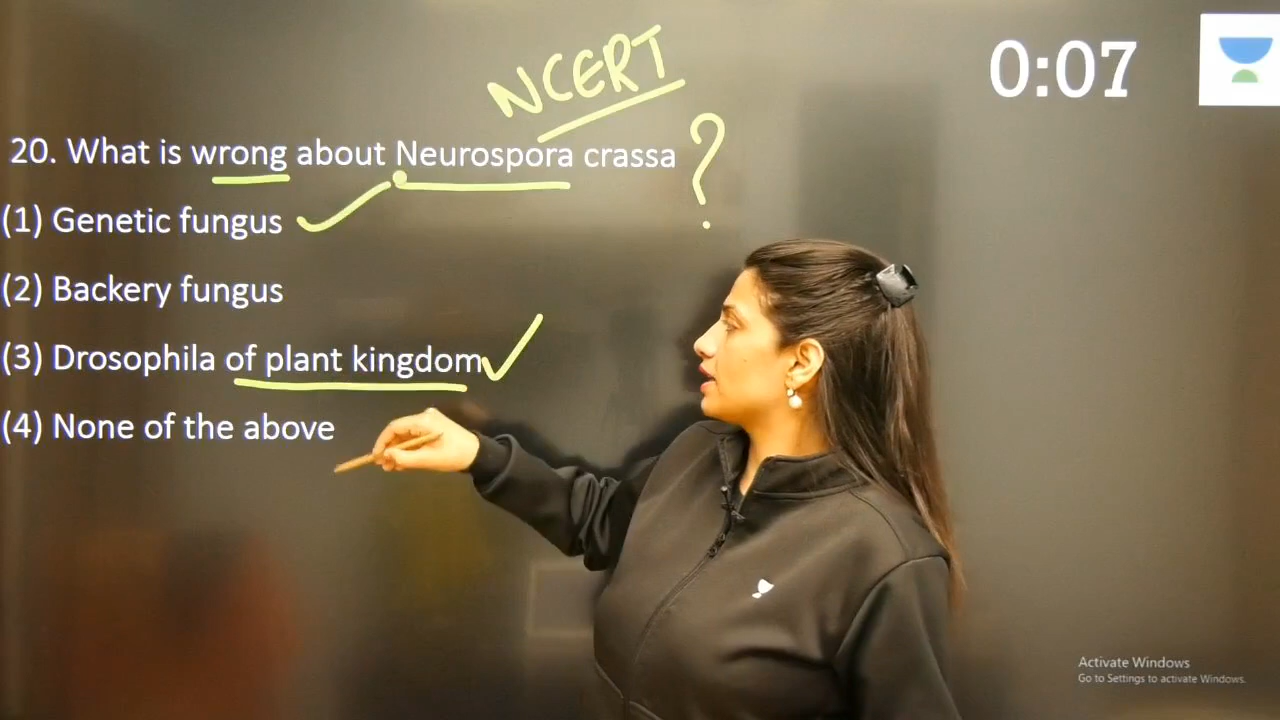 NCERT
0:07
20. What is wrong about Neurospora crassa ?
(1) Genetic fungus
(2) Backery fungus
(3) Drosophila of plant kingdom
(4) None of the above
Activate Windows
Go to Settings to activate Windows.